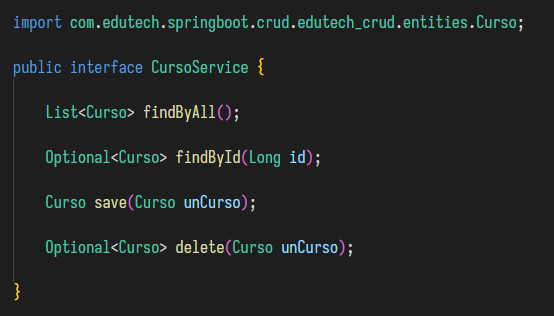 import com.edutech.springboot.crud.edutech_crud.entities.Curso;
public interface CursoService {
List<Curso> findByAll();
Optional<Curso> findById(Long id);
Curso save(Curso unCurso);
Optional<Curso> delete(Curso unCurso);
}